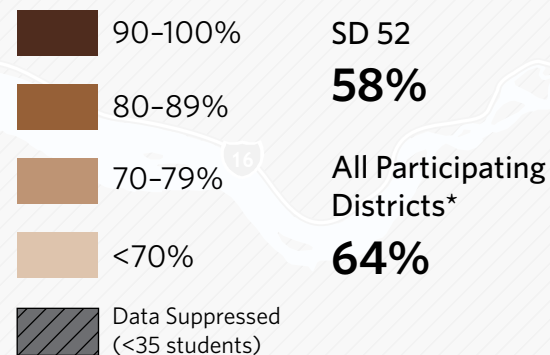 90–100%
80–89%
70–79%
<70%
Data Suppressed
(<35 students)
SD 52
58%
All Participating
Districts*
64%
16